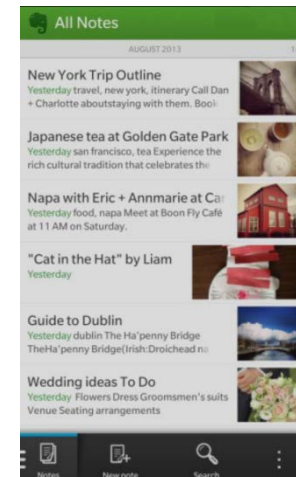 All Notes
AUGUST 2013
New York Trip Outline
Yesterday travel, new york, itinerary Call Dan
+ Charlotte aboutstaying with them. Book
Japanese tea at Golden Gate Park
Yesterday san francisco, tea Experience the
rich cultural tradition that celebrates the
Napa with Eric + Annmarie at Ca
Yesterday food, napa Meet at Boon Fly Café
at 11 AM on Saturday.
"Cat in the Hat" by Liam
Yesterday
Guide to Dublin
Yesterday dublin The Ha'penny Bridge
TheHa'penny Bridge(Irish:Droichead na
Wedding ideas To Do
Yesterday Flowers Dress Groomsmen's suits
Venue Seating arrangements
Notes
New note
Search